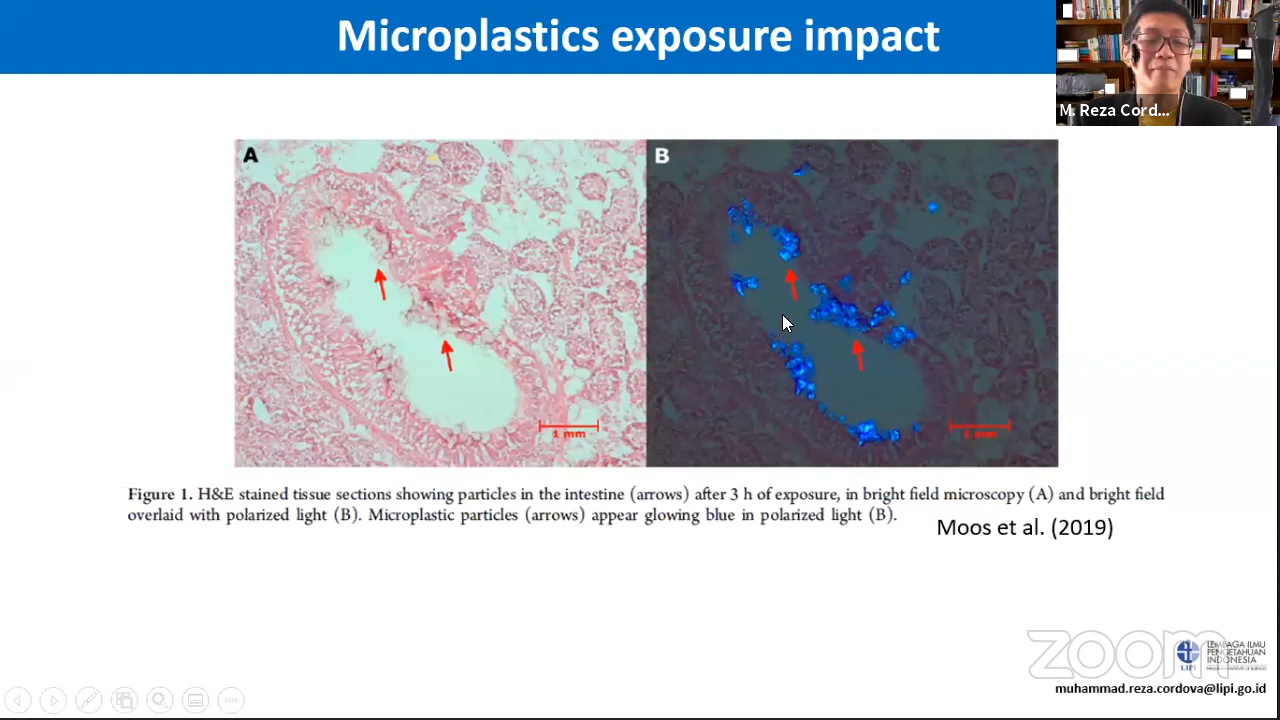 Microplastics exposure impact
M. Reza Cord...
A
B
1 mm
1 mm
Figure 1. H&E stained tissue sections showing particles in the intestine (arrows) after 3 h of exposure, in bright field microscopy (A) and bright field
overlaid with polarized light (B). Microplastic particles (arrows) appear glowing blue in polarized light (B).
Moos et al. (2019)
zoom
LIPI
LEMBAGA ILMU
PENGETAHUAN
INDONESIA
muhammad.reza.cordova@lipi.go.id